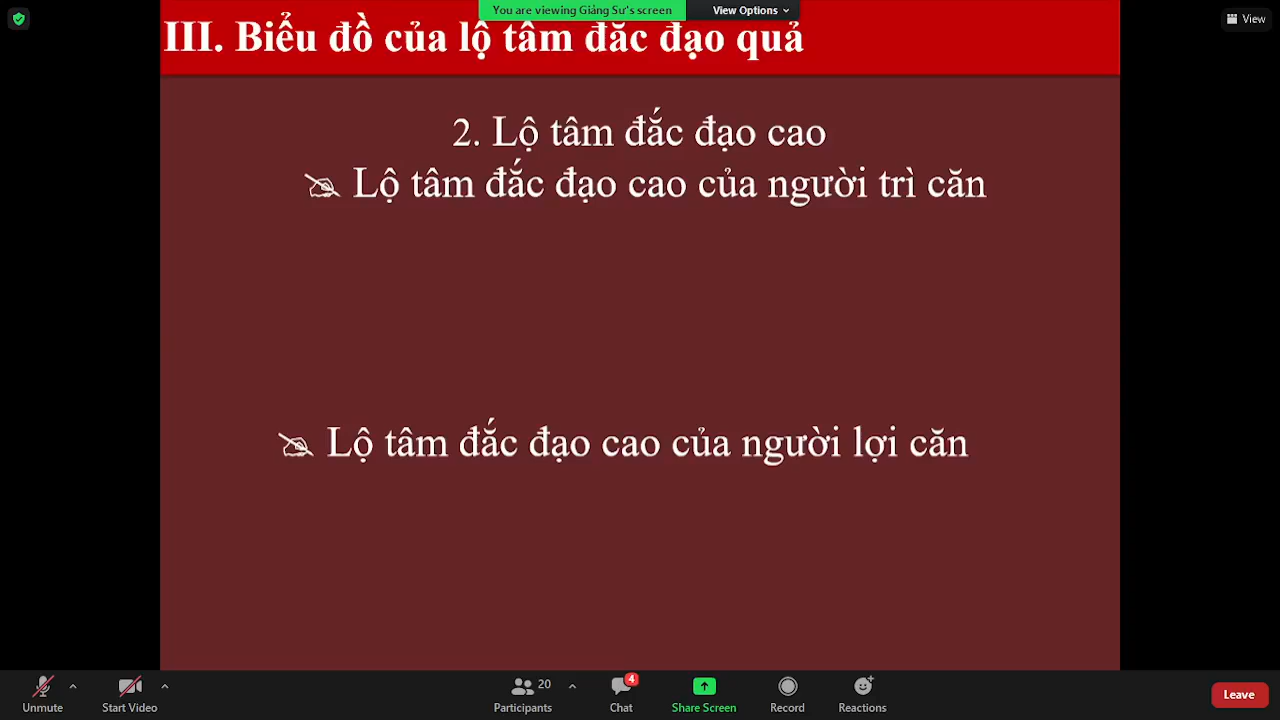 You are viewing Giảng Sư's screen
View Options
View
III. Biểu đồ của lộ tâm đắc đạo quả
2. Lộ tâm đắc đạo cao
Lộ tâm đắc đạo cao của người trì căn
Lộ tâm đắc đạo cao của người lợi căn
Unmute
Start Video
20
Participants
4
Chat
Share Screen
Record
Reactions
Leave